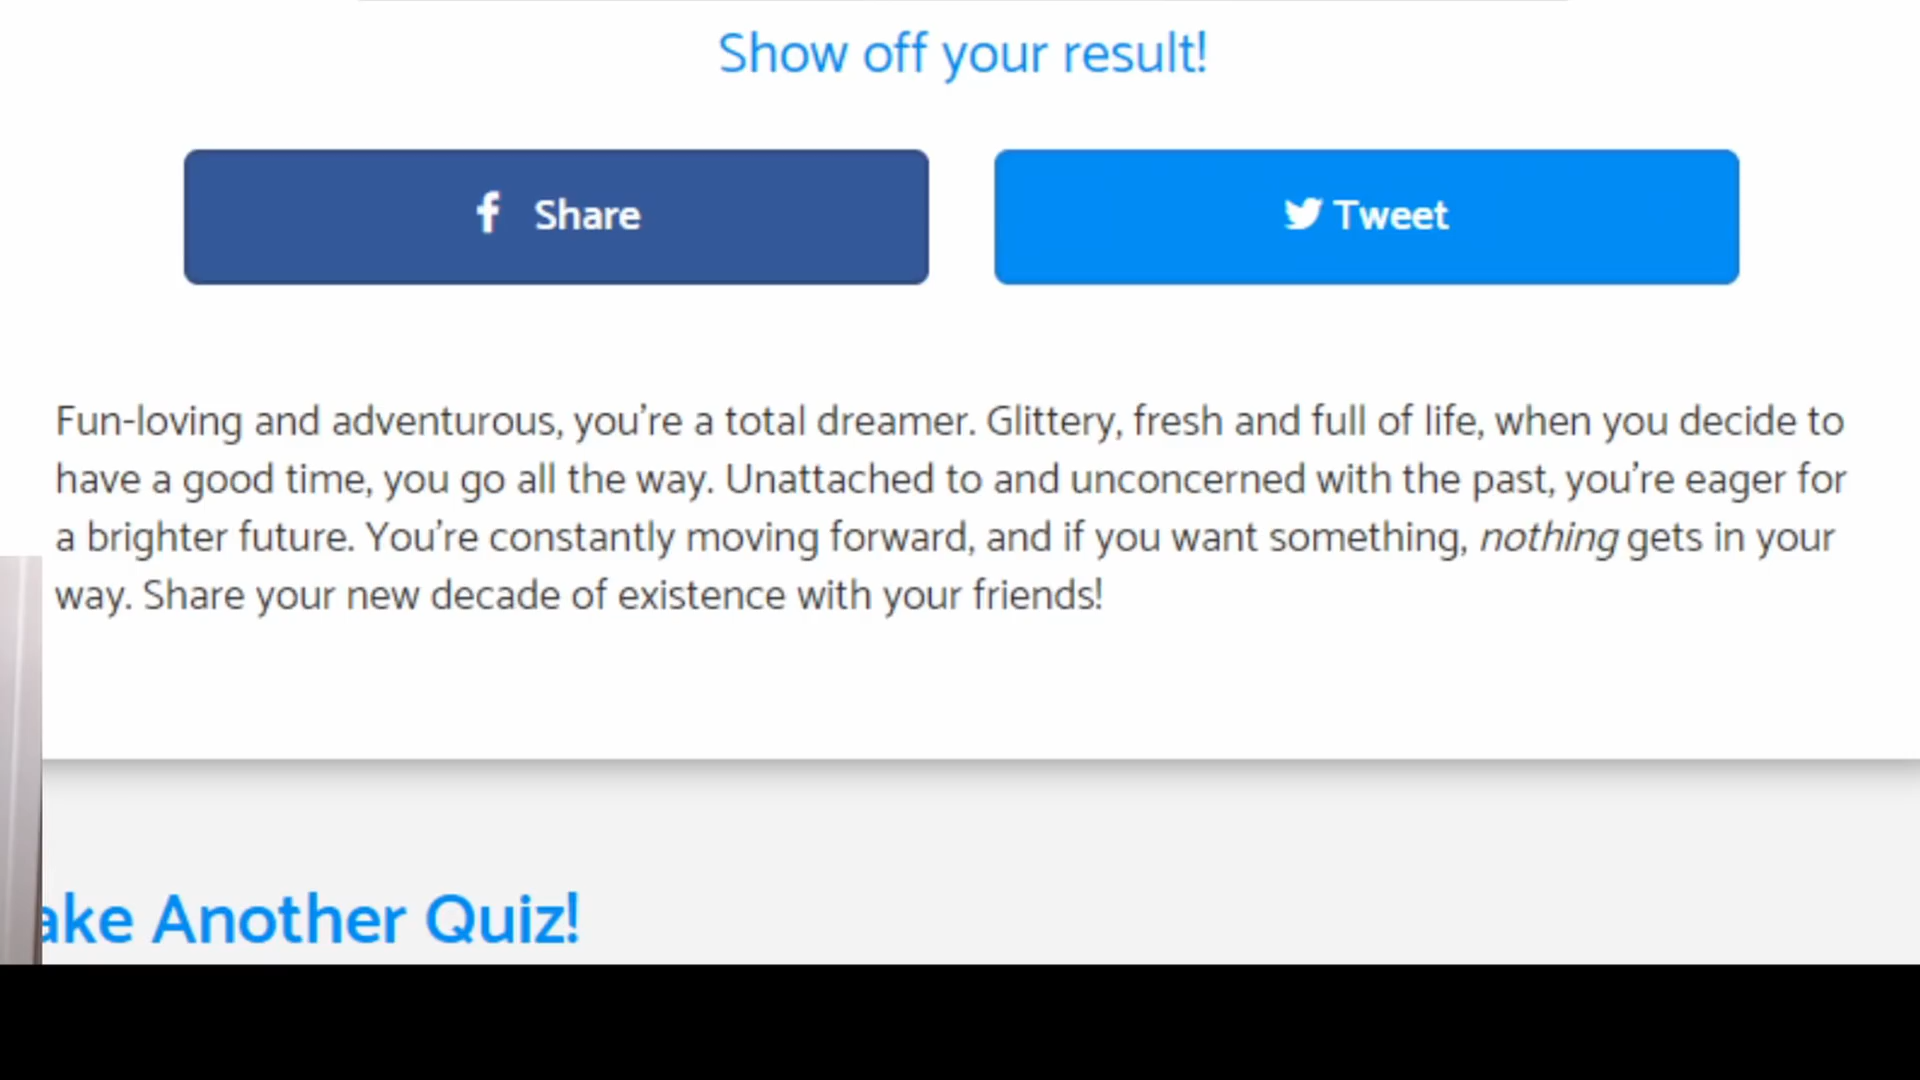 Show off your result!
Share
Tweet
Fun-loving and adventurous, you’re a total dreamer. Glittery, fresh and full of life, when you decide to
have a good time, you go all the way. Unattached to and unconcerned with the past, you’re eager for
a brighter future. You’re constantly moving forward, and if you want something, nothing gets in your
way. Share your new decade of existence with your friends!
ake Another Quiz!